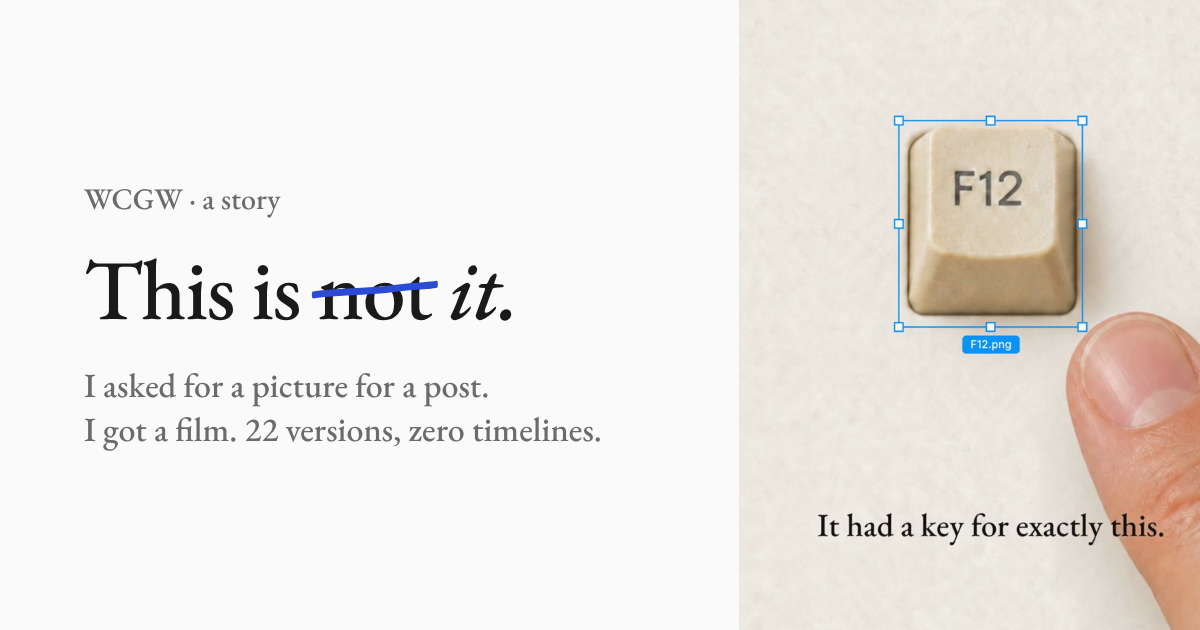 WCGW · a story
This is not it.
I asked for a picture for a post.
I got a film. 22 versions, zero timelines.
F12
F12.png
It had a key for exactly this.